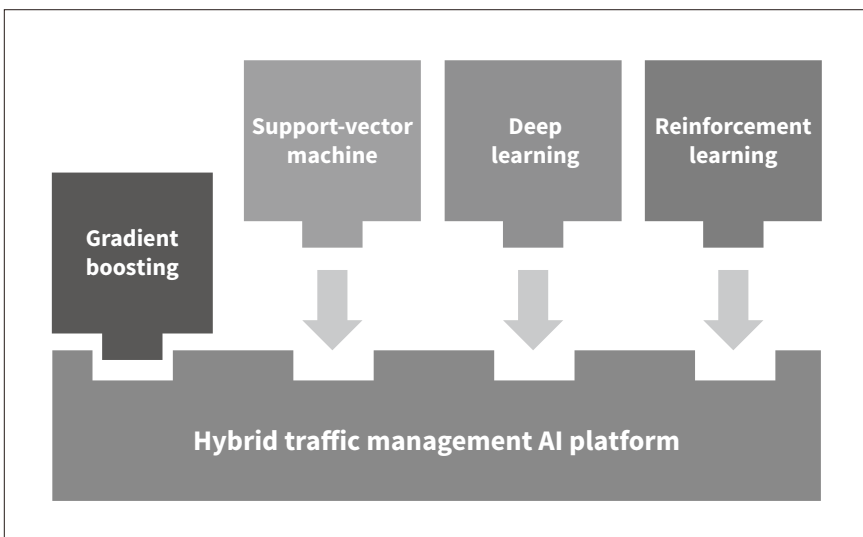 Support-vector
machine
Deep
learning
Reinforcement
learning
Gradient
boosting
Hybrid traffic management AI platform